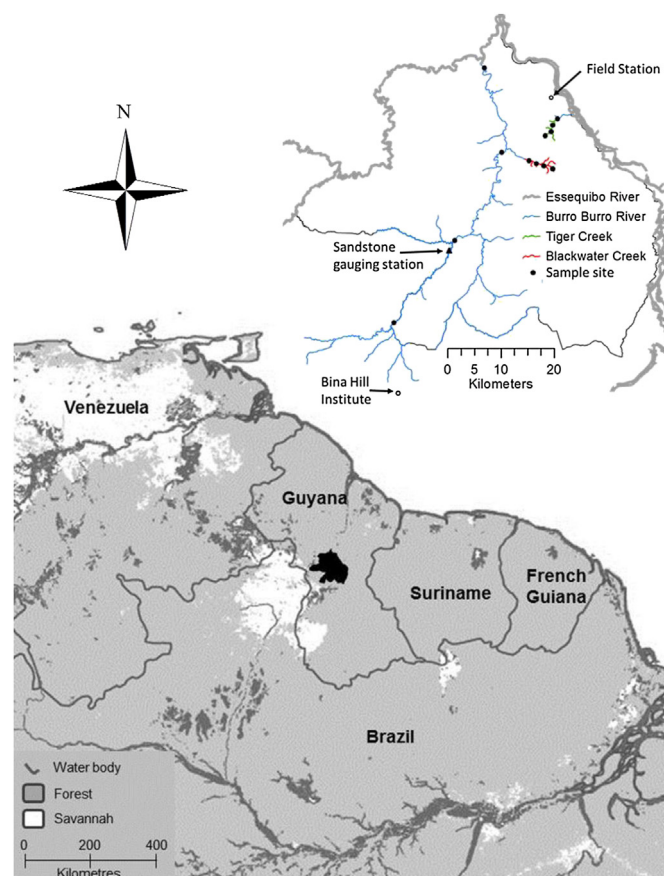 N
Field Station
Essequibo River
Burro Burro River
Tiger Creek
Blackwater Creek
Sample site
Sandstone
gauging station
0 5 10 20
Kilometers
Bina Hill
Institute
Venezuela
Guyana
Suriname
French
Guiana
Brazil
Water body
Forest
Savannah
0 200 400
Kilometres